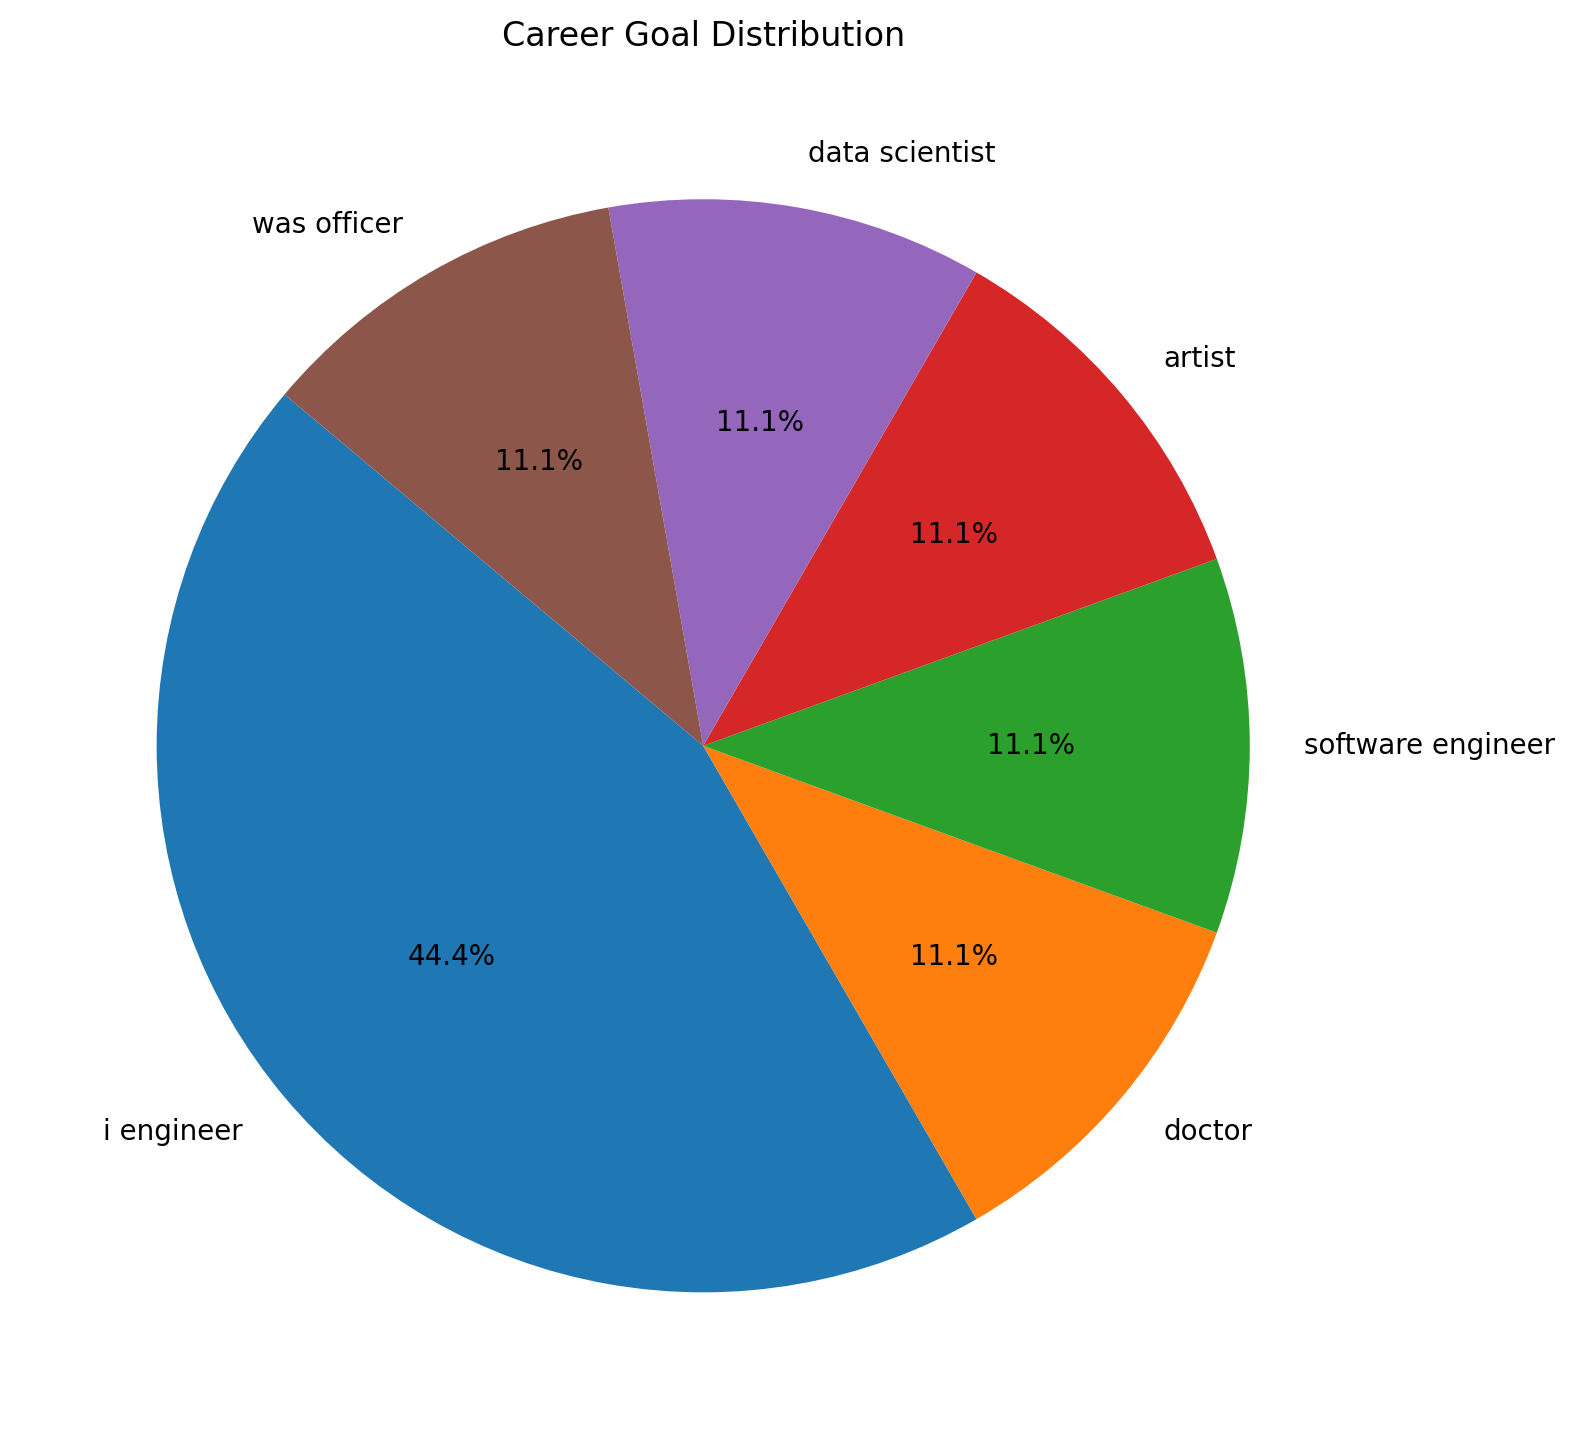 Career Goal Distribution
data scientist
was officer
artist
11.1%
11.1%
11.1%
11.1%
software engineer
44.4%
11.1%
i engineer
doctor